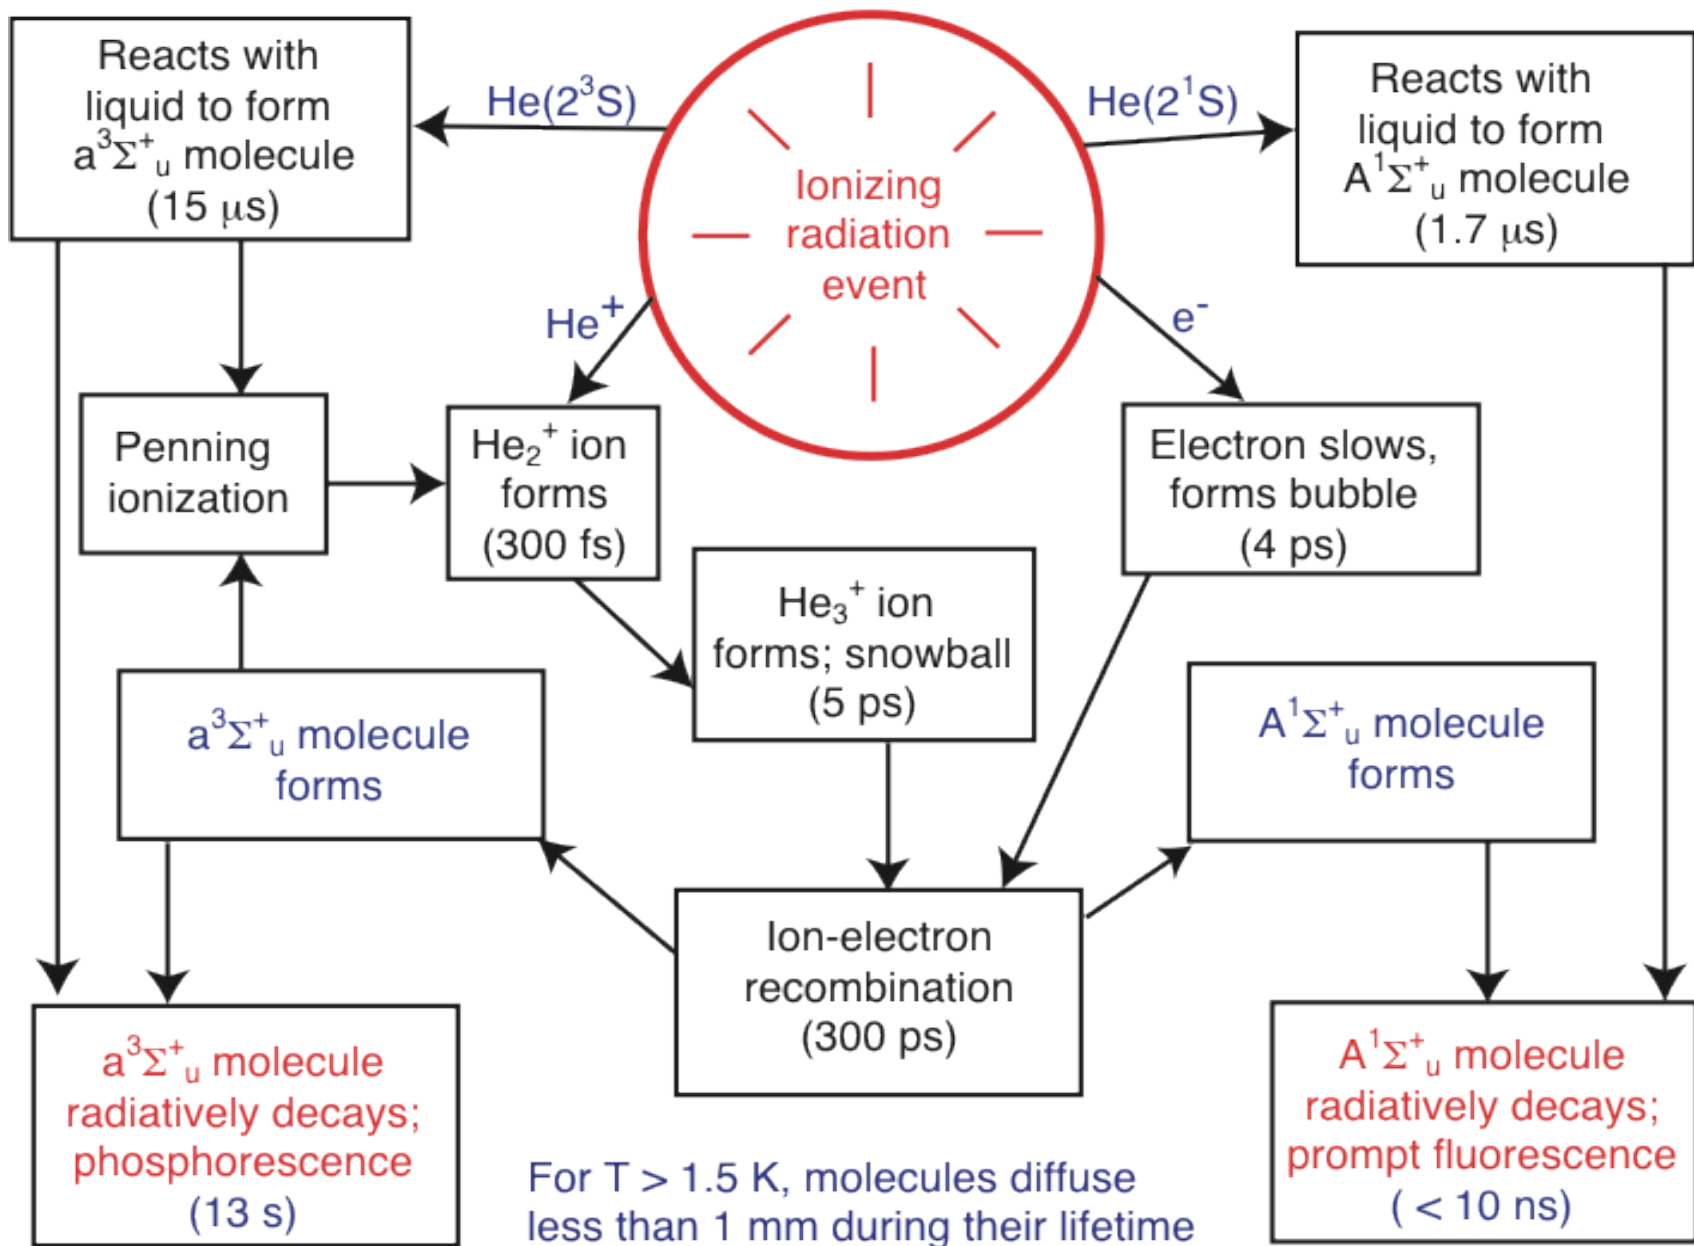 Reacts with
liquid to form
a³Σ⁺ᵤ molecule
(15 μs)
He(2³S)
Ionizing
radiation
event
He(2¹S)
Reacts with
liquid to form
A¹Σ⁺ᵤ molecule
(1.7 μs)
He⁺
e⁻
Penning
ionization
He₂⁺ ion
forms
(300 fs)
Electron slows,
forms bubble
(4 ps)
He₃⁺ ion
forms; snowball
(5 ps)
a³Σ⁺ᵤ molecule
forms
A¹Σ⁺ᵤ molecule
forms
Ion-electron
recombination
(300 ps)
a³Σ⁺ᵤ molecule
radiatively decays;
phosphorescence
(13 s)
A¹Σ⁺ᵤ molecule
radiatively decays;
prompt fluorescence
( < 10 ns)
For T > 1.5 K, molecules diffuse
less than 1 mm during their lifetime